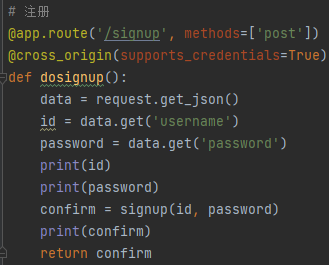 # 注册
@app.route('/signup', methods=['post'])
@cross_origin(supports_credentials=True)
def dosignup():
    data = request.get_json()
    id = data.get('username')
    password = data.get('password')
    print(id)
    print(password)
    confirm = signup(id, password)
    print(confirm)
    return confirm